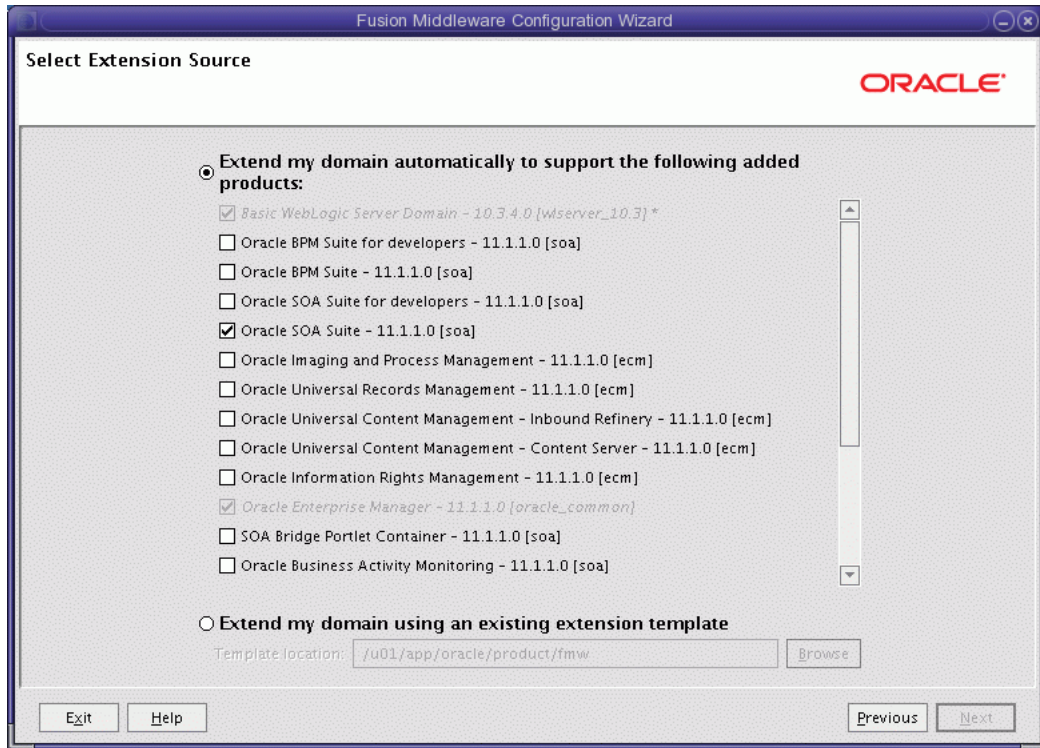 Fusion Middleware Configuration Wizard
Select Extension Source
ORACLE
Extend my domain automatically to support the following added
products:
Basic WebLogic Server Domain - 10.3.4.0 [wlserver_10.3] *
Oracle BPM Suite for developers - 11.1.1.0 [soa]
Oracle BPM Suite - 11.1.1.0 [soa]
Oracle SOA Suite for developers - 11.1.1.0 [soa]
Oracle SOA Suite - 11.1.1.0 [soa]
Oracle Imaging and Process Management - 11.1.1.0 [ecm]
Oracle Universal Records Management - 11.1.1.0 [ecm]
Oracle Universal Content Management - Inbound Refinery - 11.1.1.0 [ecm]
Oracle Universal Content Management - Content Server - 11.1.1.0 [ecm]
Oracle Information Rights Management - 11.1.1.0 [ecm]
Oracle Enterprise Manager - 11.1.1.0 [oracle_common]
SOA Bridge Portlet Container - 11.1.1.0 [soa]
Oracle Business Activity Monitoring - 11.1.1.0 [soa]
Extend my domain using an existing extension template
Template location: /u01/app/oracle/product/fmw Browse
Exit Help Previous Next